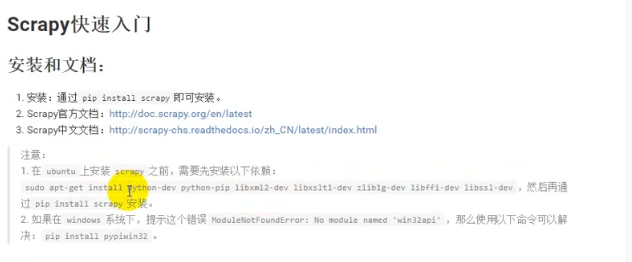 Scrapy快速入门
安装和文档：
1. 安装：通过 pip install scrapy 即可安装。
2. Scrapy官方文档：http://doc.scrapy.org/en/latest
3. Scrapy中文文档：http://scrapy-chs.readthedocs.io/zh_CN/latest/index.html
注意：
1. 在 ubuntu 上安装 scrapy 之前，需要先安装以下依赖：
sudo apt-get install python-dev python-pip libxml2-dev libxslt1-dev zlib1g-dev libffi-dev libssl-dev ，然后再通
过 pip install scrapy 安装。
2. 如果在 windows 系统下，提示这个错误 ModuleNotFoundError: No module named 'win32api' ，那么使用以下命令可以解
决： pip install pypiwin32 。